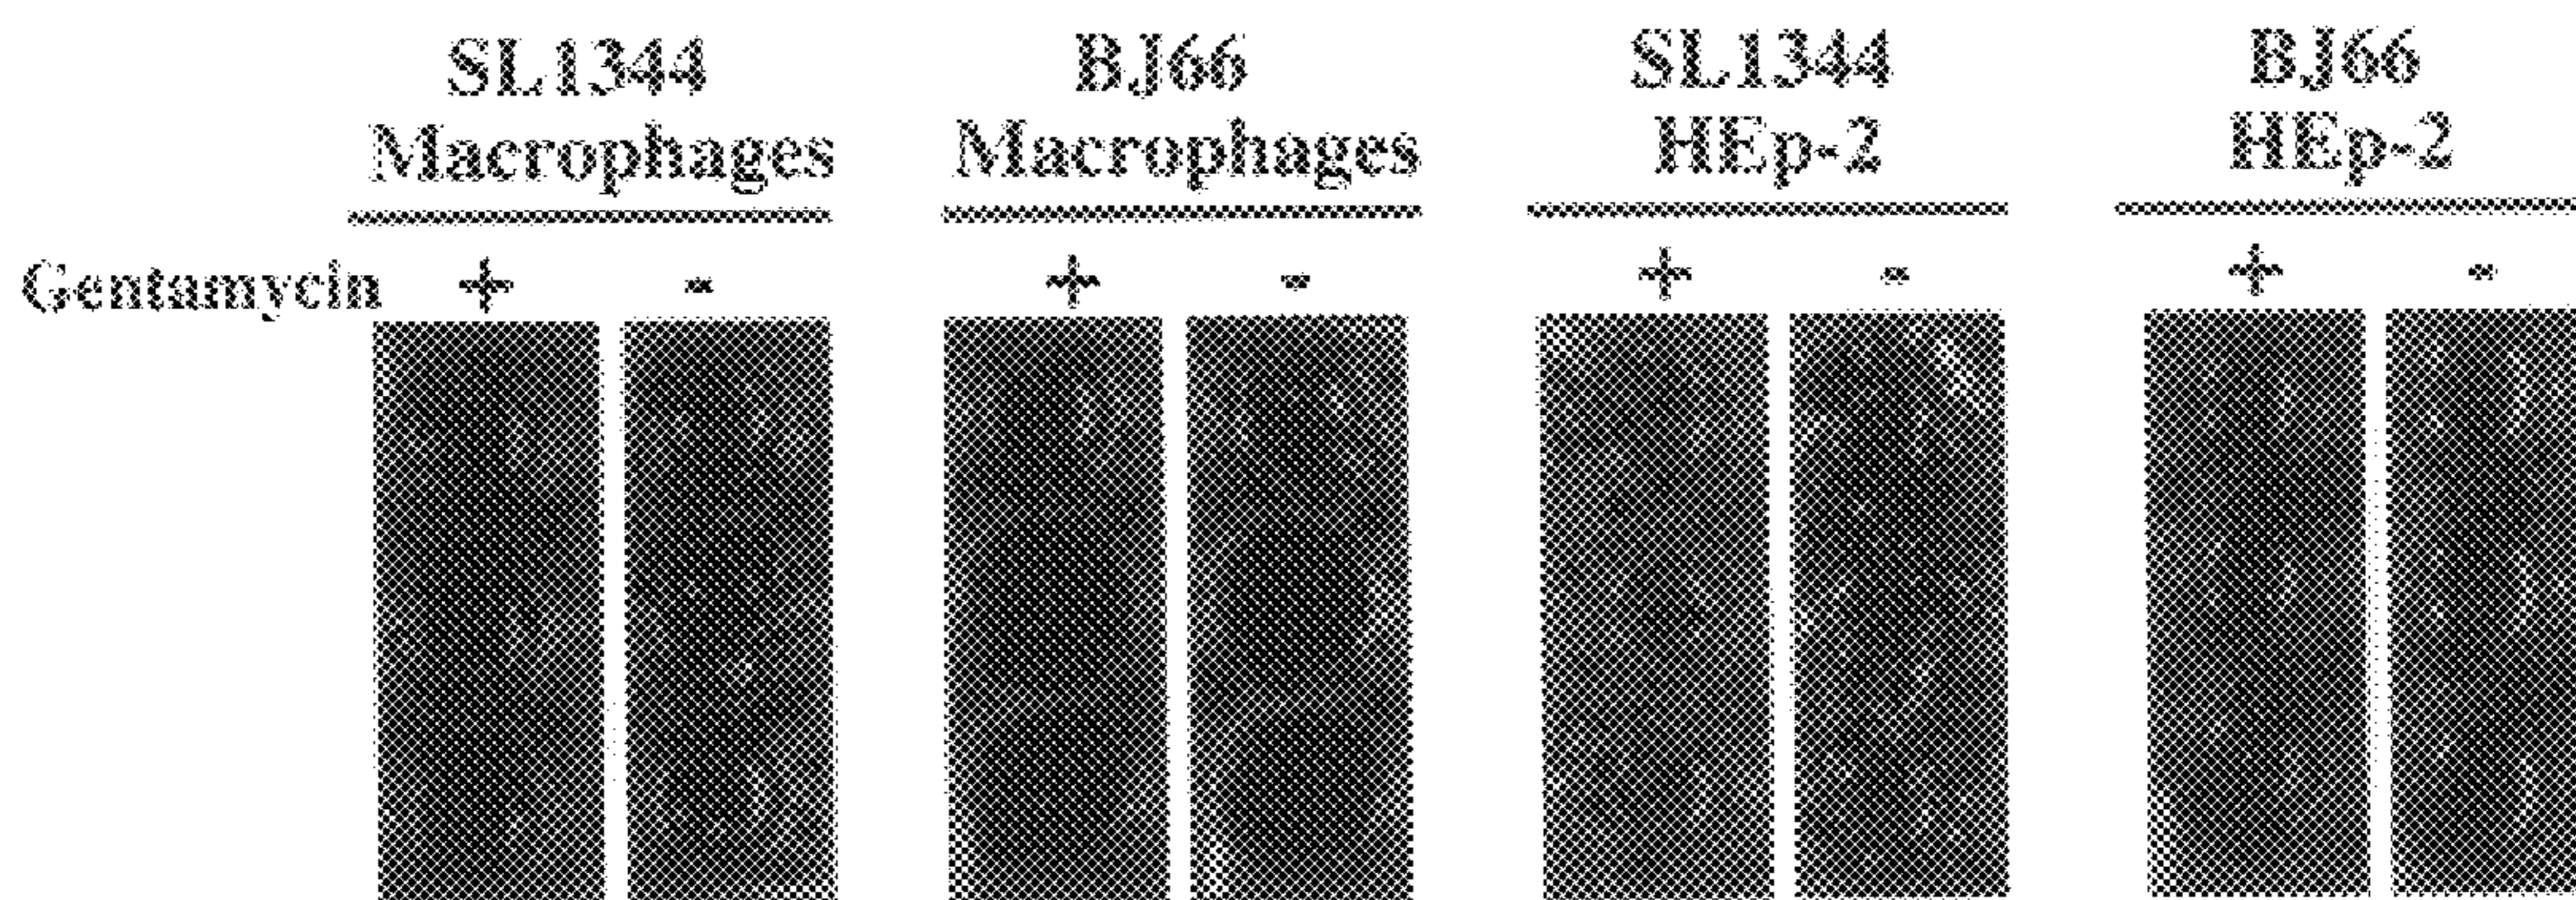 SL1344 BJ66 SL1344 BJ66
Macrophages Macrophages HEp-2 HEp-2
Gentamycin + - + - + - + -